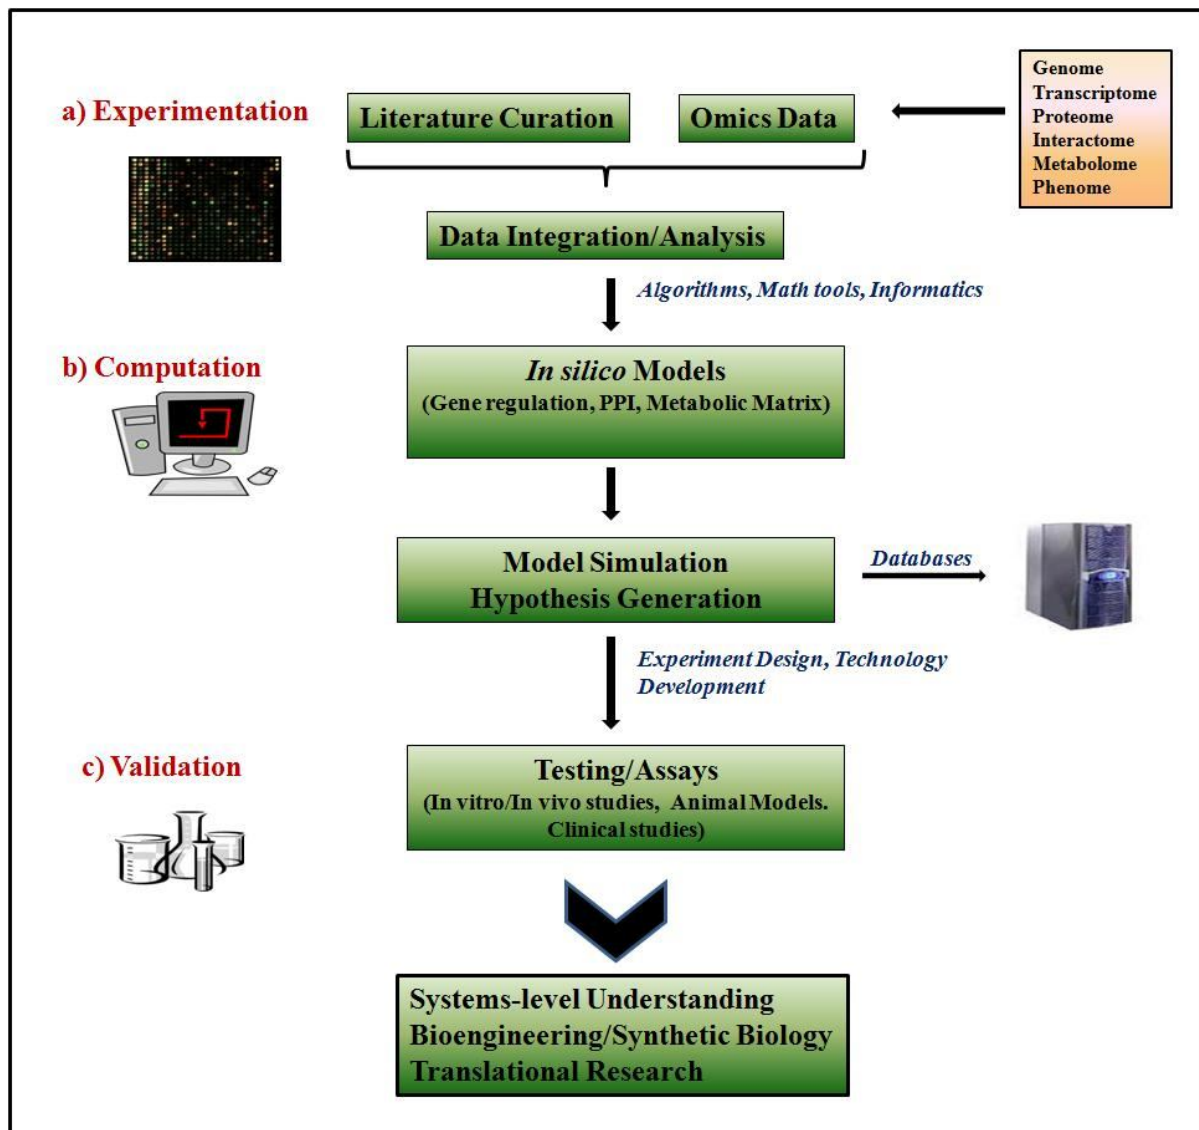 a) Experimentation
Literature Curation
Omics Data
Genome
Transcriptome
Proteome
Interactome
Metabolome
Phenome
Data Integration/Analysis
Algorithms, Math tools, Informatics
b) Computation
In silico Models
(Gene regulation, PPI, Metabolic Matrix)
Model Simulation
Hypothesis Generation
Databases
Experiment Design, Technology
Development
c) Validation
Testing/Assays
(In vitro/In vivo studies, Animal Models.
Clinical studies)
Systems-level Understanding
Bioengineering/Synthetic Biology
Translational Research